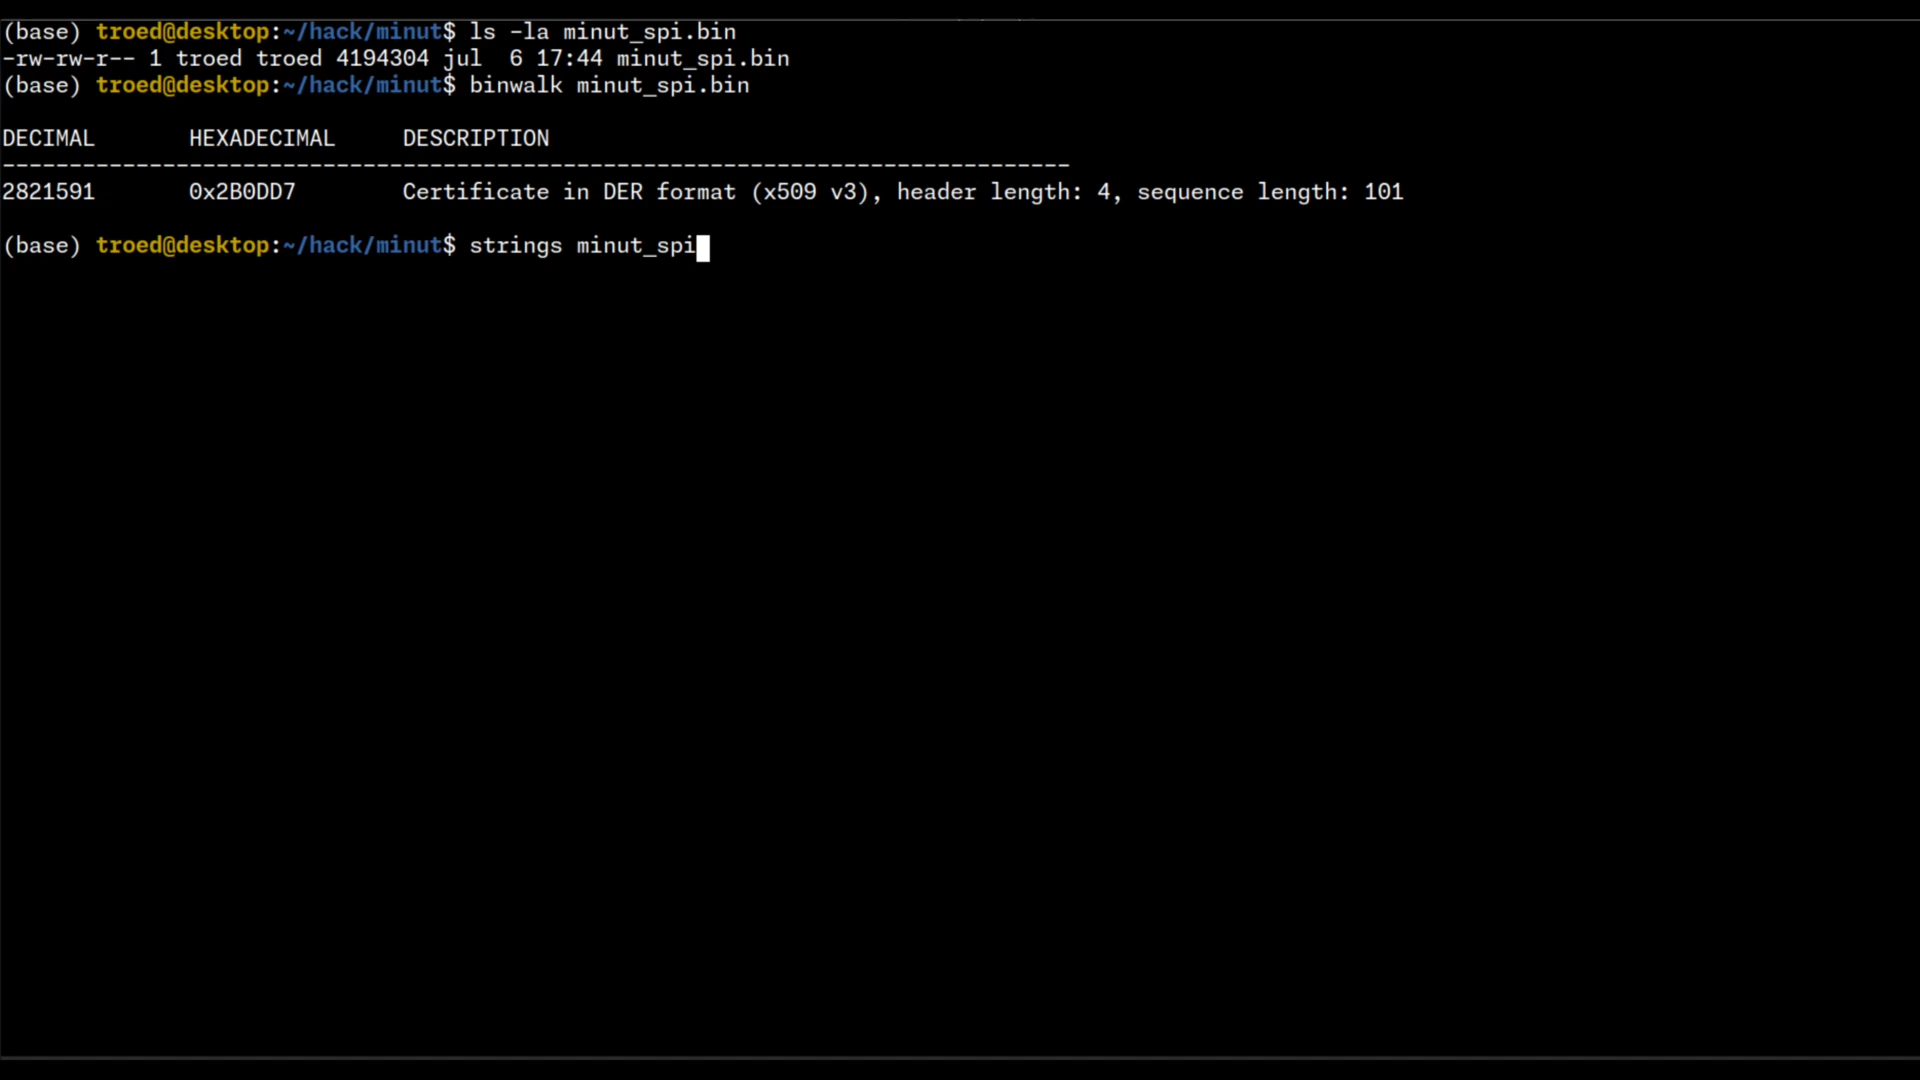 (base) troed@desktop:~/hack/minut$ ls -la minut_spi.bin
-rw-rw-r-- 1 troed troed 4194304 jul  6 17:44 minut_spi.bin
(base) troed@desktop:~/hack/minut$ binwalk minut_spi.bin
DECIMAL       HEXADECIMAL     DESCRIPTION
--------------------------------------------------------------------------------
2821591       0x2B0DD7        Certificate in DER format (x509 v3), header length: 4, sequence length: 101
(base) troed@desktop:~/hack/minut$ strings minut_spi